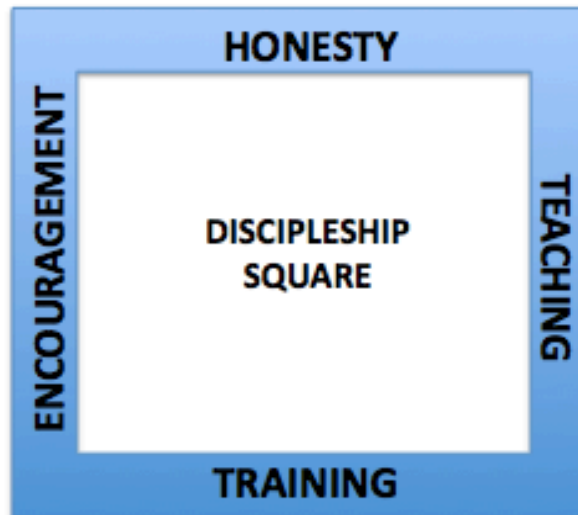 HONESTY
ENCOURAGEMENT
DISCIPLESHIP
SQUARE
TEACHING
TRAINING